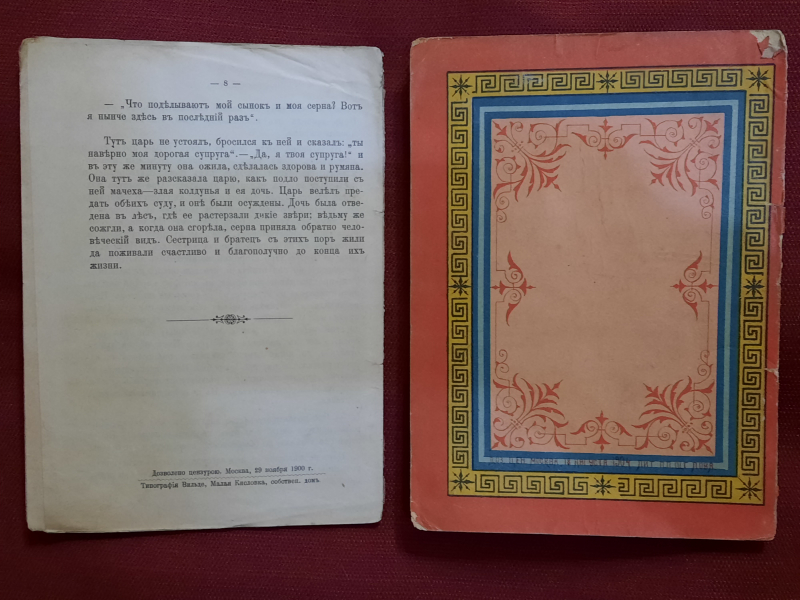 — 8 —
— „Что подѣлываютъ мой сынокъ и моя серна? Вотъ
я нынче здѣсь въ послѣдній разъ“.
Тутъ царь не устоялъ, бросился къ ней и сказалъ: „ты
навѣрно моя дорогая супруга“.—„Да, я твоя супруга!“ и
въ эту же минуту она ожила, сдѣлалась здорова и румяна.
Она тутъ же разсказала царю, какъ подло поступили съ
ней мачеха—злая колдунья и ея дочь. Царь велѣлъ пре-
дать обѣихъ суду, и онѣ были осуждены. Дочь была отве-
дена въ лѣсъ, гдѣ ее растерзали дикіе звѣри; вѣдьму же
сожгли, а когда она сгорѣла, серна приняла обратно чело-
вѣческій видъ. Сестрица и братецъ съ этихъ поръ жили
да поживали счастливо и благополучно до конца ихъ
жизни.
Дозволено цензурою. Москва, 29 ноября 1900 г.
Типографія Вильде, Малая Кисловка, собствен. домъ